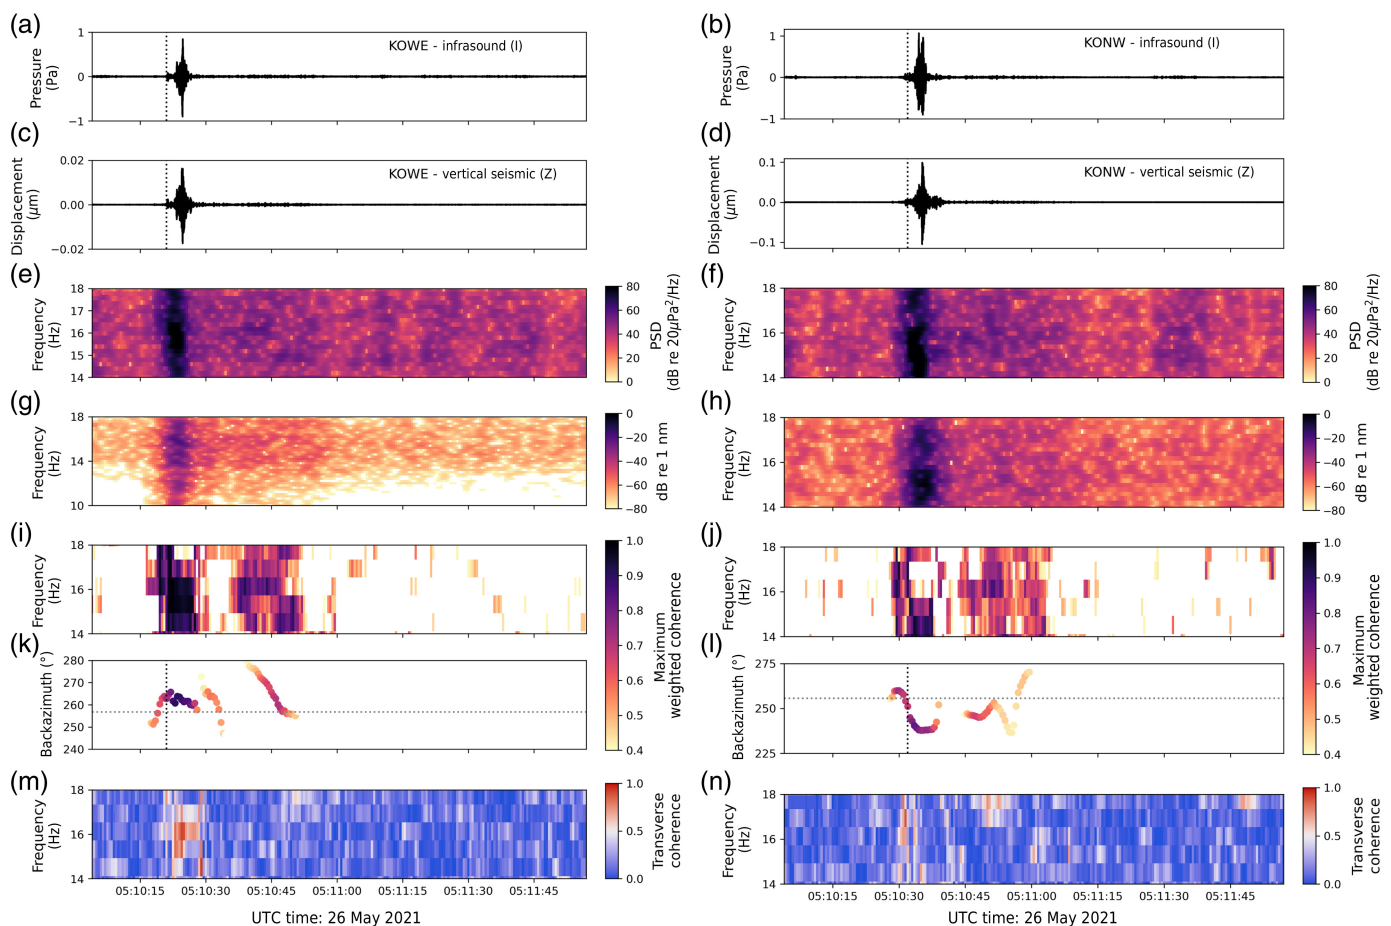 (a)
(b)
1
0
−1
Pressure
(Pa)
KOWE - infrasound (I)
1
0
−1
Pressure
(Pa)
KONW - infrasound (I)
(c)
(d)
0.02
0.00
−0.02
Displacement
(μm)
KOWE - vertical seismic (Z)
0.1
0.0
−0.1
Displacement
(μm)
KONW - vertical seismic (Z)
(e)
(f)
18
17
16
15
14
Frequency
(Hz)
80
60
40
20
0
PSD
(dB re 20μPa²/Hz)
18
16
14
Frequency
(Hz)
80
60
40
20
0
PSD
(dB re 20μPa²/Hz)
(g)
(h)
18
14
10
Frequency
(Hz)
0
−20
−40
−60
−80
dB re 1 nm
18
16
14
Frequency
(Hz)
0
−20
−40
−60
−80
dB re 1 nm
(i)
(j)
18
16
14
Frequency
(Hz)
18
16
14
Frequency
(Hz)
1.0
0.9
0.8
0.7
0.6
0.5
0.4
Maximum
weighted coherence
1.0
0.9
0.8
0.7
0.6
0.5
0.4
Maximum
weighted coherence
(k)
(l)
280
270
260
250
240
Backazimuth (°)
275
250
225
Backazimuth (°)
(m)
(n)
18
16
14
Frequency
(Hz)
1.0
0.5
0.0
Transverse
coherence
18
16
14
Frequency
(Hz)
1.0
0.5
0.0
Transverse
coherence
05:10:15 05:10:30 05:10:45 05:11:00 05:11:15 05:11:30 05:11:45
05:10:15 05:10:30 05:10:45 05:11:00 05:11:15 05:11:30 05:11:45
UTC time: 26 May 2021
UTC time: 26 May 2021